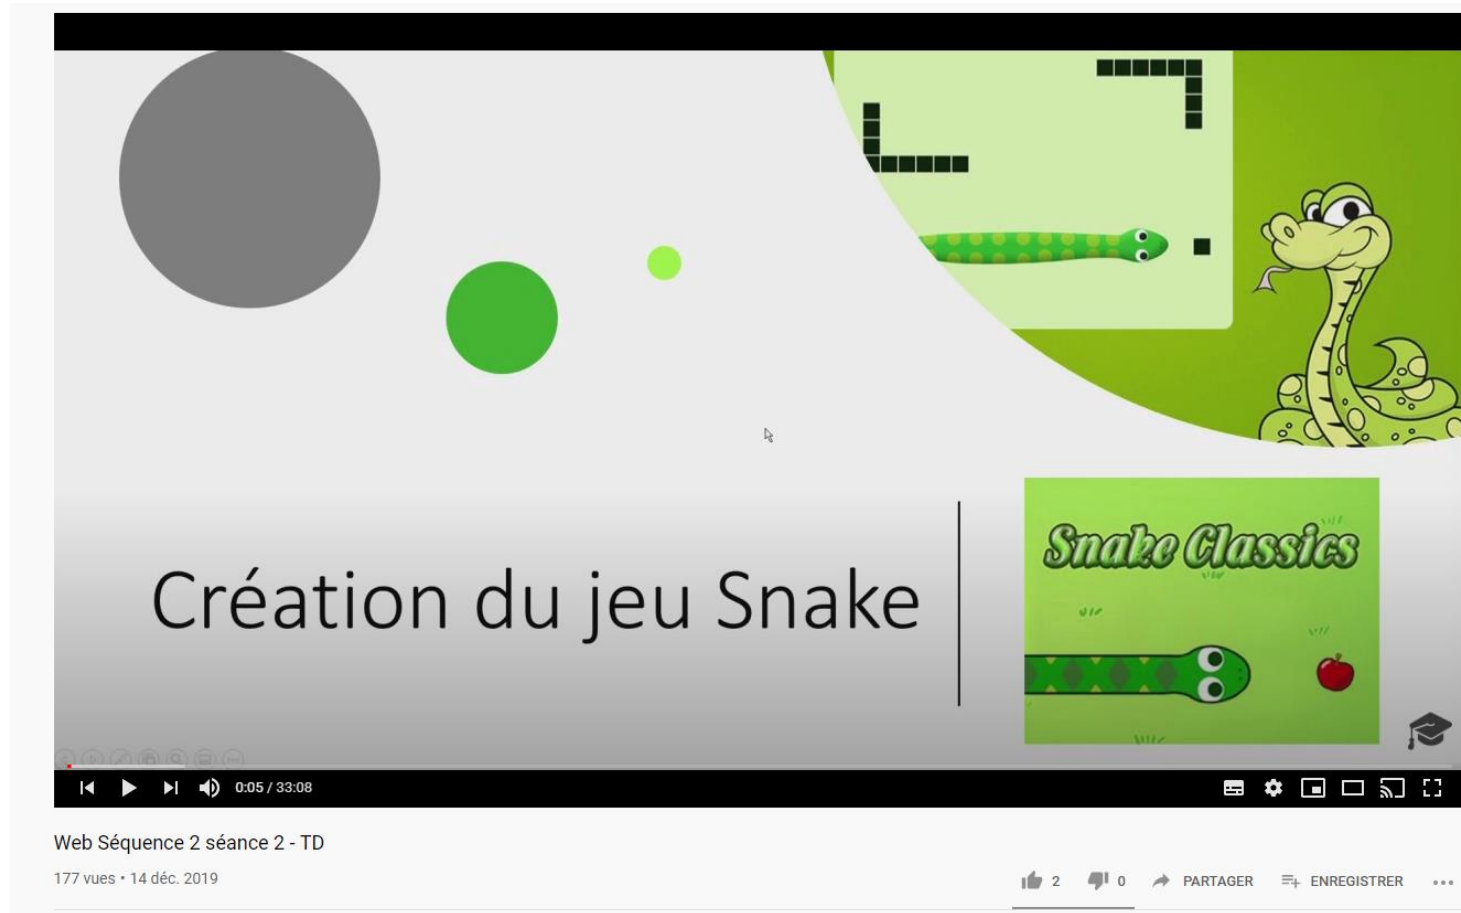 Snake Classics
Création du jeu Snake
0:05 / 33:08
Web Séquence 2 séance 2 - TD
177 vues • 14 déc. 2019
2
0
PARTAGER
ENREGISTRER